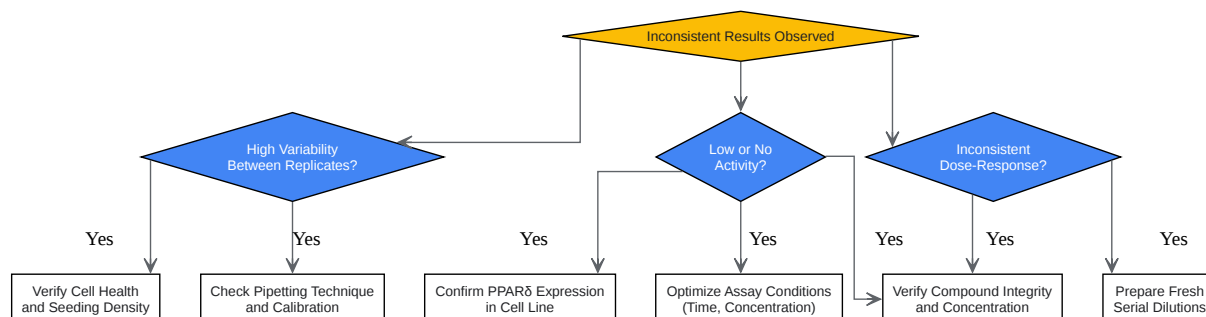 Inconsistent Results Observed
High Variability
Between Replicates?
Low or No
Activity?
Inconsistent
Dose-Response?
Yes
Yes
Yes
Yes
Yes
Yes
Yes
Verify Cell Health
and Seeding Density
Check Pipetting Technique
and Calibration
Confirm PPARδ Expression
in Cell Line
Optimize Assay Conditions
(Time, Concentration)
Verify Compound Integrity
and Concentration
Prepare Fresh
Serial Dilutions